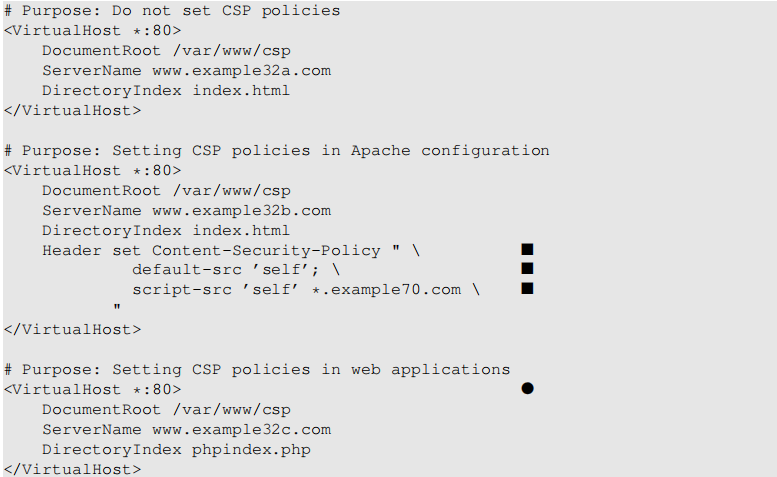 # Purpose: Do not set CSP policies
<VirtualHost *:80>
DocumentRoot /var/www/csp
ServerName www.example32a.com
DirectoryIndex index.html
</VirtualHost>
# Purpose: Setting CSP policies in Apache configuration
<VirtualHost *:80>
DocumentRoot /var/www/csp
ServerName www.example32b.com
DirectoryIndex index.html
Header set Content-Security-Policy " \ ■
default-src ’self’; \ ■
script-src ’self’ *.example70.com \ ■
"
</VirtualHost>
# Purpose: Setting CSP policies in web applications
<VirtualHost *:80> ●
DocumentRoot /var/www/csp
ServerName www.example32c.com
DirectoryIndex phpindex.php
</VirtualHost>